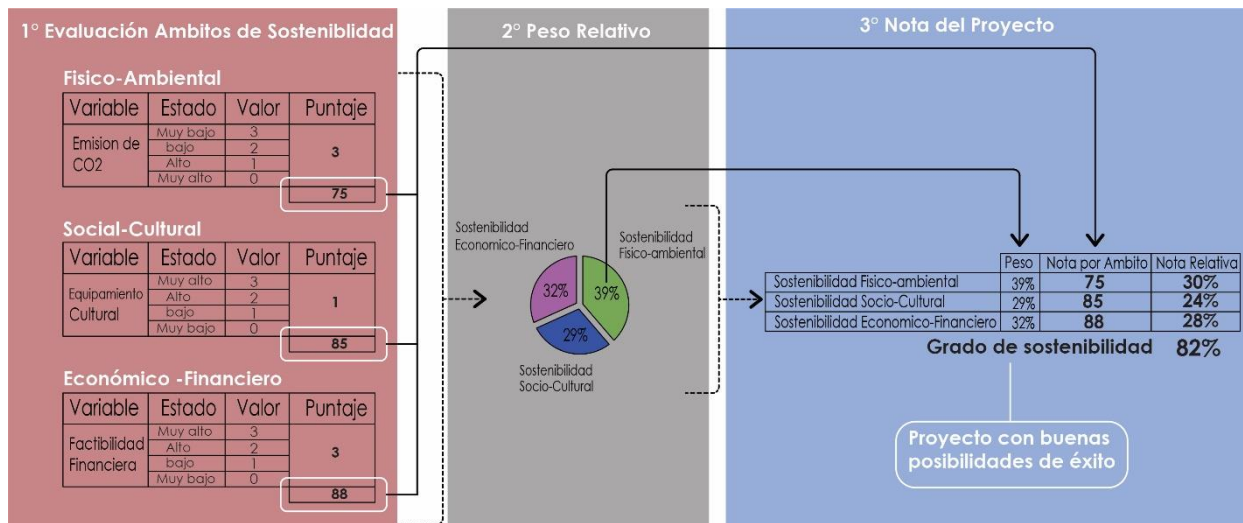 1° Evaluación Ambitos de Sosteniblidad
Fisico-Ambiental
Variable Estado Valor Puntaje
Emision de CO2
Muy bajo 3
bajo 2
Alto 1
Muy alto 0
3
75
Social-Cultural
Variable Estado Valor Puntaje
Equipamiento Cultural
Muy alto 3
Alto 2
bajo 1
Muy bajo 0
1
85
Económico -Financiero
Variable Estado Valor Puntaje
Factibilidad Financiera
Muy alto 3
Alto 2
bajo 1
Muy bajo 0
3
88
2° Peso Relativo
Sostenibilidad
Economico-Financiero
Sostenibilidad
Fisico-ambiental
32%
39%
29%
Sostenibilidad
Socio-Cultural
3° Nota del Proyecto
Peso Nota por Ambito Nota Relativa
Sostenibilidad Fisico-ambiental 39% 75 30%
Sostenibilidad Socio-Cultural 29% 85 24%
Sostenibilidad Economico-Financiero 32% 88 28%
Grado de sostenibilidad 82%
Proyecto con buenas
posibilidades de éxito